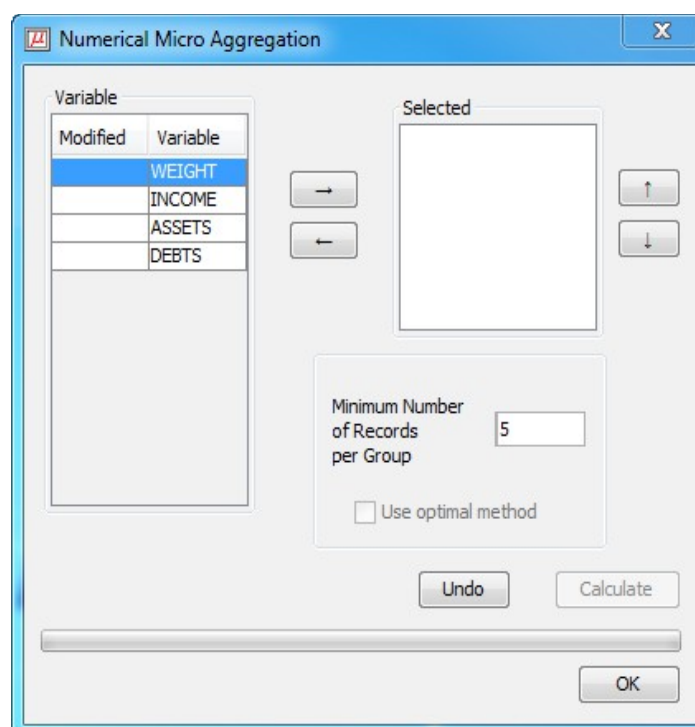 μ Numerical Micro Aggregation X
Variable
Modified Variable
WEIGHT
INCOME
ASSETS
DEBTS
→
←
Selected
↑
↓
Minimum Number
of Records
per Group
5
Use optimal method
Undo Calculate
OK